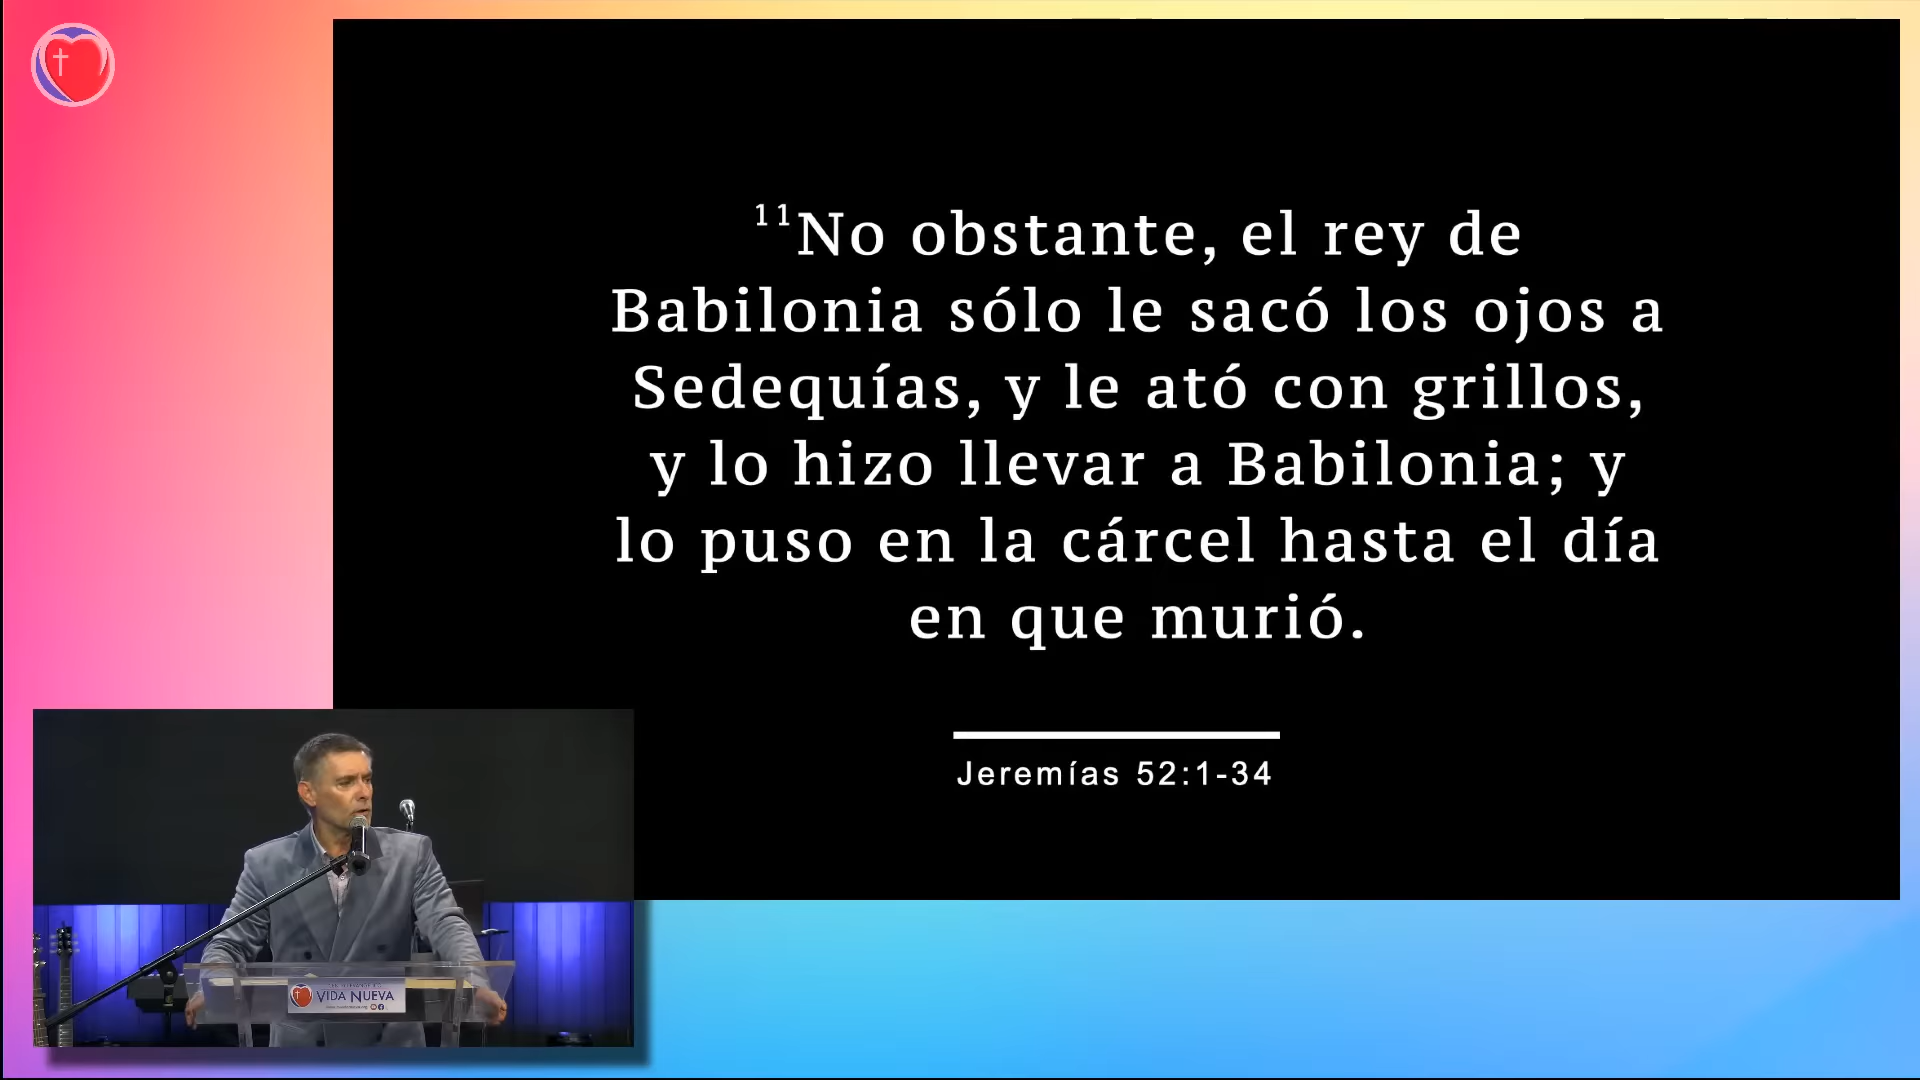 ¹¹No obstante, el rey de
Babilonia sólo le sacó los ojos a
Sedequías, y le ató con grillos,
y lo hizo llevar a Babilonia; y
lo puso en la cárcel hasta el día
en que murió.
Jeremías 52:1-34
VIDA NUEVA